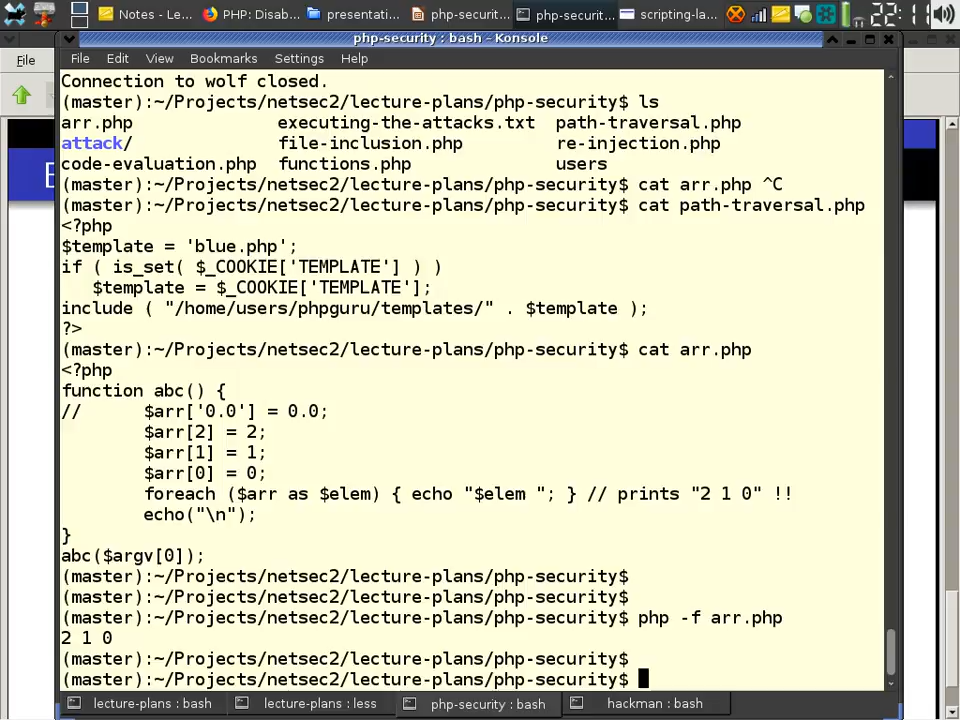 Notes - Le...
PHP: Disab...
presentati...
php-securit...
php-securit...
scripting-la...
22:11
php-security : bash - Konsole
File
File Edit View Bookmarks Settings Help
Connection to wolf closed.
(master):~/Projects/netsec2/lecture-plans/php-security$ ls
arr.php executing-the-attacks.txt path-traversal.php
attack/ file-inclusion.php re-injection.php
code-evaluation.php functions.php users
(master):~/Projects/netsec2/lecture-plans/php-security$ cat arr.php ^C
(master):~/Projects/netsec2/lecture-plans/php-security$ cat path-traversal.php
<?php
$template = 'blue.php';
if ( is_set( $_COOKIE['TEMPLATE'] ) )
   $template = $_COOKIE['TEMPLATE'];
include ( "/home/users/phpguru/templates/" . $template );
?>
(master):~/Projects/netsec2/lecture-plans/php-security$ cat arr.php
<?php
function abc() {
//      $arr['0.0'] = 0.0;
        $arr[2] = 2;
        $arr[1] = 1;
        $arr[0] = 0;
        foreach ($arr as $elem) { echo "$elem "; } // prints "2 1 0" !!
        echo("\n");
}
abc($argv[0]);
(master):~/Projects/netsec2/lecture-plans/php-security$
(master):~/Projects/netsec2/lecture-plans/php-security$
(master):~/Projects/netsec2/lecture-plans/php-security$ php -f arr.php
2 1 0
(master):~/Projects/netsec2/lecture-plans/php-security$
(master):~/Projects/netsec2/lecture-plans/php-security$
lecture-plans : bash
lecture-plans : less
php-security : bash
hackman : bash